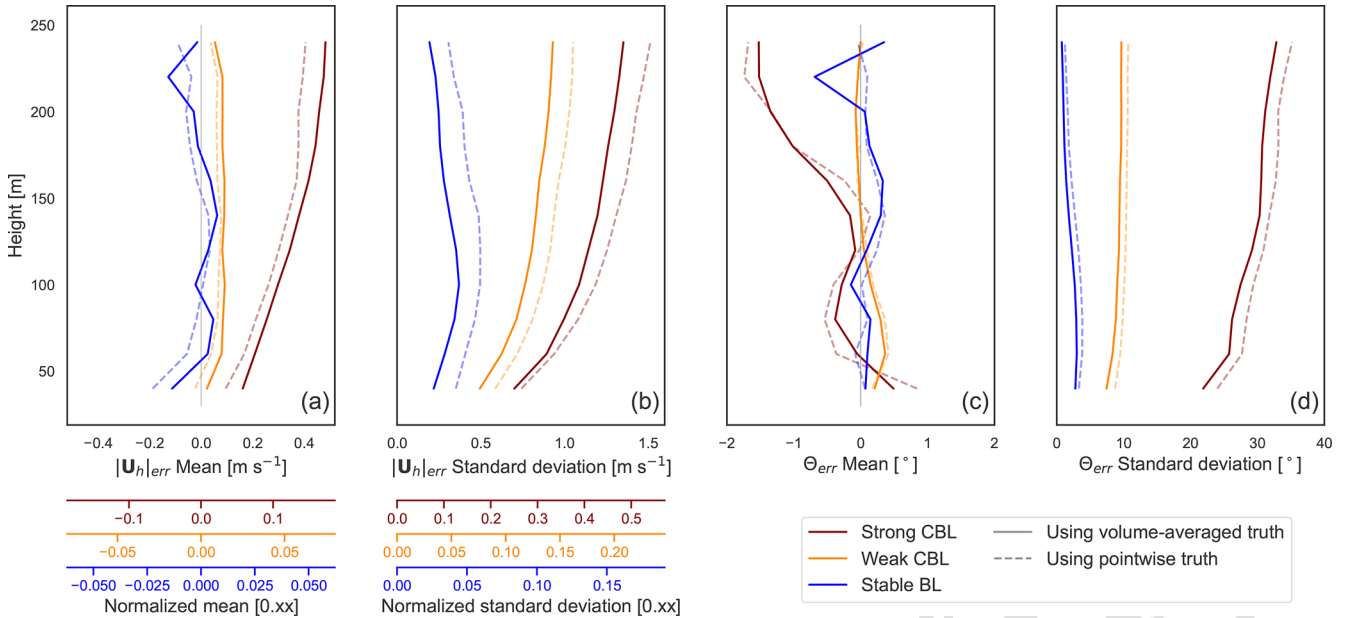 250
200
150
100
50
Height [m]
(a)
(b)
(c)
(d)
−0.4 −0.2 0.0 0.2 0.4
|U_h|_err Mean [m s⁻¹]
0.0 0.5 1.0 1.5
|U_h|_err Standard deviation [m s⁻¹]
−2 −1 0 1 2
Θ_err Mean [°]
0 10 20 30 40
Θ_err Standard deviation [°]
−0.1 0.0 0.1
−0.05 0.00 0.05
−0.050 −0.025 0.000 0.025 0.050
Normalized mean [0.xx]
0.0 0.1 0.2 0.3 0.4 0.5
0.00 0.05 0.10 0.15 0.20
0.00 0.05 0.10 0.15
Normalized standard deviation [0.xx]
Strong CBL
Weak CBL
Stable BL
Using volume-averaged truth
Using pointwise truth